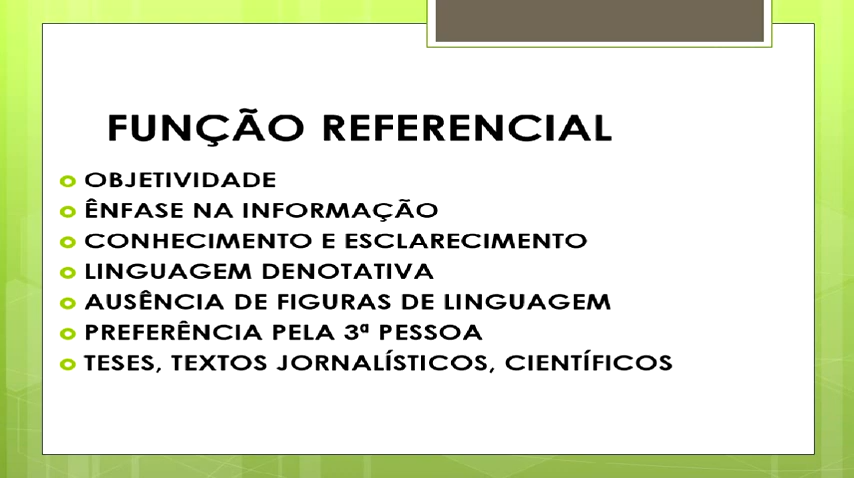 FUNÇÃO REFERENCIAL
OBJETIVIDADE
ÊNFASE NA INFORMAÇÃO
CONHECIMENTO E ESCLARECIMENTO
LINGUAGEM DENOTATIVA
AUSÊNCIA DE FIGURAS DE LINGUAGEM
PREFERÊNCIA PELA 3ª PESSOA
TESES, TEXTOS JORNALÍSTICOS, CIENTÍFICOS